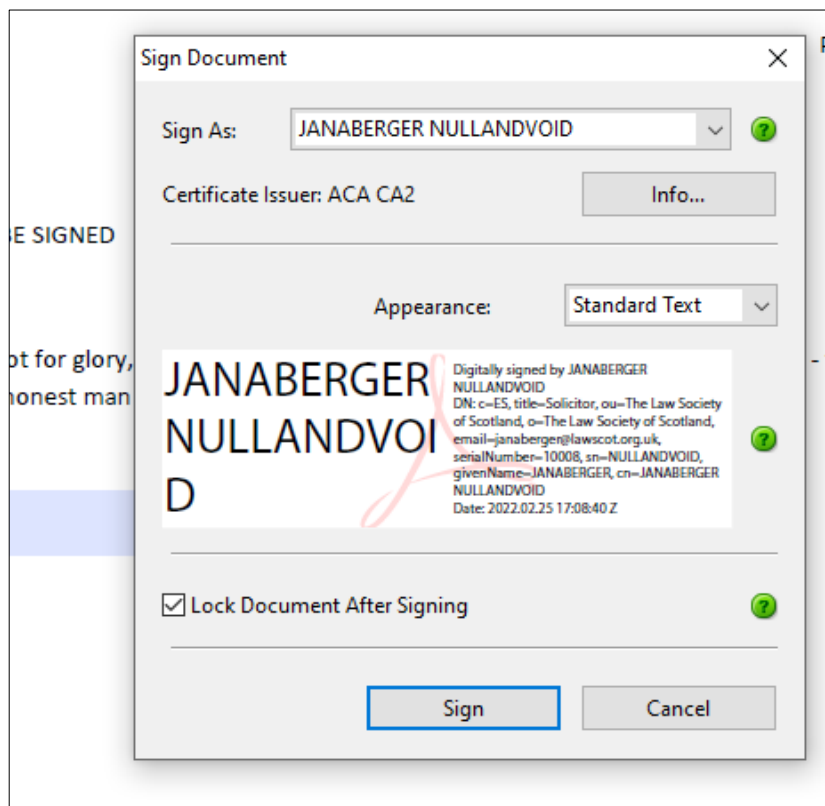 Sign Document
Sign As:
JANABERGER NULLANDVOID
Certificate Issuer: ACA CA2
Info...
BE SIGNED
Appearance:
Standard Text
ot for glory,
-
honest man
JANABERGER
NULLANDVOI
D
Digitally signed by JANABERGER
NULLANDVOID
DN: c=ES, title=Solicitor, ou=The Law Society
of Scotland, o=The Law Society of Scotland,
email=janaberger@lawscot.org.uk,
serialNumber=10008, sn=NULLANDVOID,
givenName=JANABERGER, cn=JANABERGER
NULLANDVOID
Date: 2022.02.25 17:08:40 Z
Lock Document After Signing
Sign
Cancel